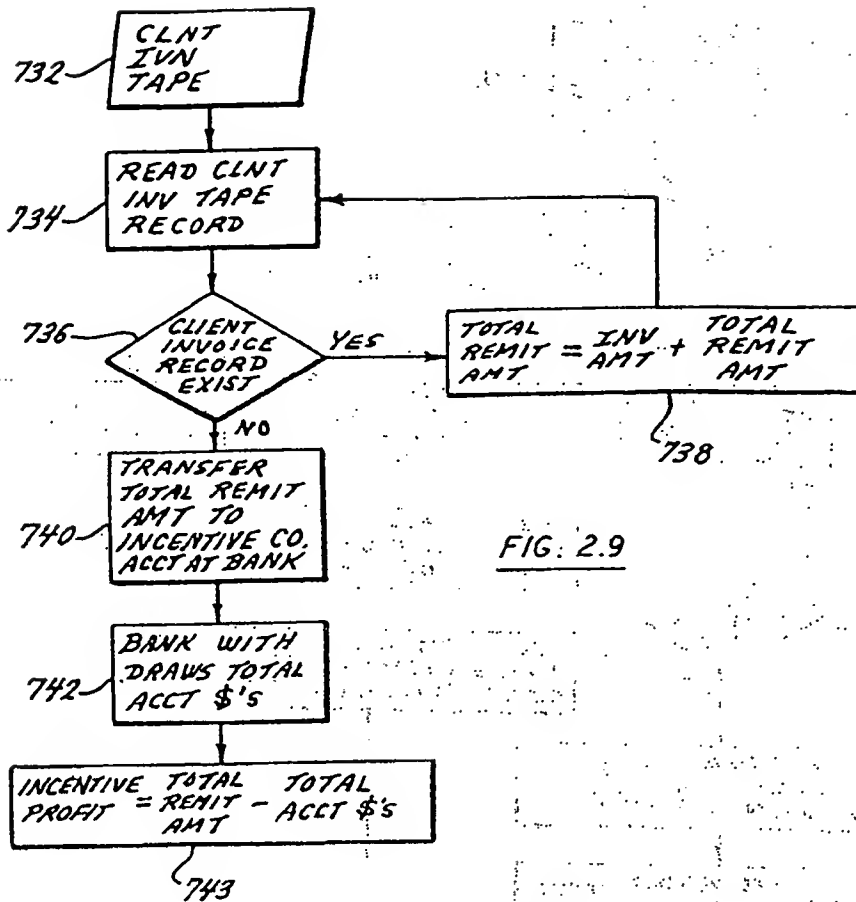 CLNT
IVN
TAPE
732
READ CLNT
INV TAPE
RECORD
734
CLIENT
INVOICE
RECORD
EXIST
736
YES
TOTAL REMIT AMT = INV AMT + TOTAL REMIT AMT
738
NO
TRANSFER
TOTAL REMIT
AMT TO
INCENTIVE CO.
ACCT AT BANK
740
FIG. 2.9
BANK WITH
DRAWS TOTAL
ACCT $'S
742
INCENTIVE PROFIT = TOTAL REMIT AMT - TOTAL ACCT $'S
743